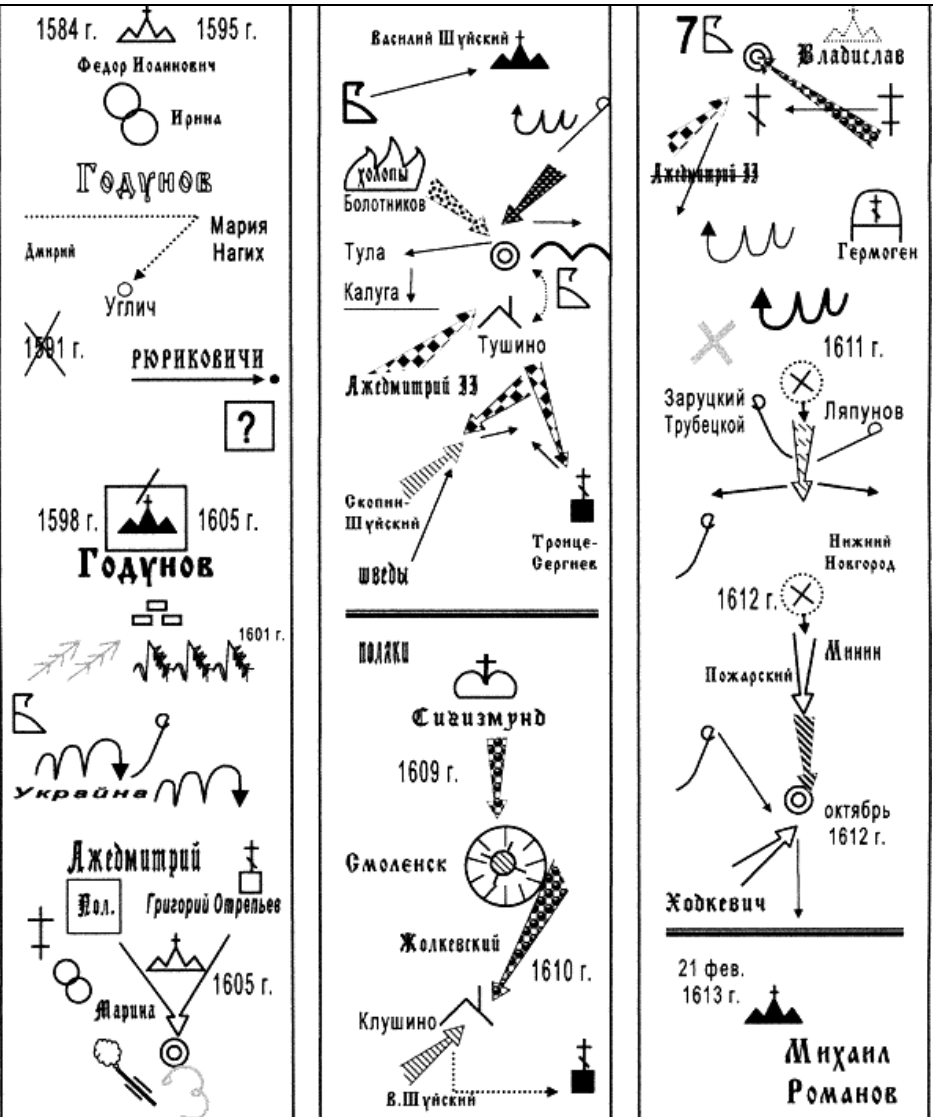 1584 г.
1595 г.
Федор Иоаннович
Ирина
Годунов
Мария
Нагих
Дмирий
Углич
1591 г.
РЮРИКОВИЧИ
?
1598 г.
1605 г.
Годунов
1601 г.
Украйна
Лжедмитрий
Пол.
Григорий Отрепьев
1605 г.
Марина
Василий Шуйский
холопы
Болотников
Тула
Калуга
Тушино
Лжедмитрий II
Скопин-
Шуйский
Троице-
Сергиев
шведы
поляки
Сигизмунд
1609 г.
Смоленск
Жолкевский
1610 г.
Клушино
В.Шуйский
7
Владислав
Лжедмитрий II
Гермоген
1611 г.
Заруцкий
Трубецкой
Ляпунов
Нижний
Новгород
1612 г.
Минин
Пожарский
октябрь
1612 г.
Ходкевич
21 фев.
1613 г.
Михаил
Романов